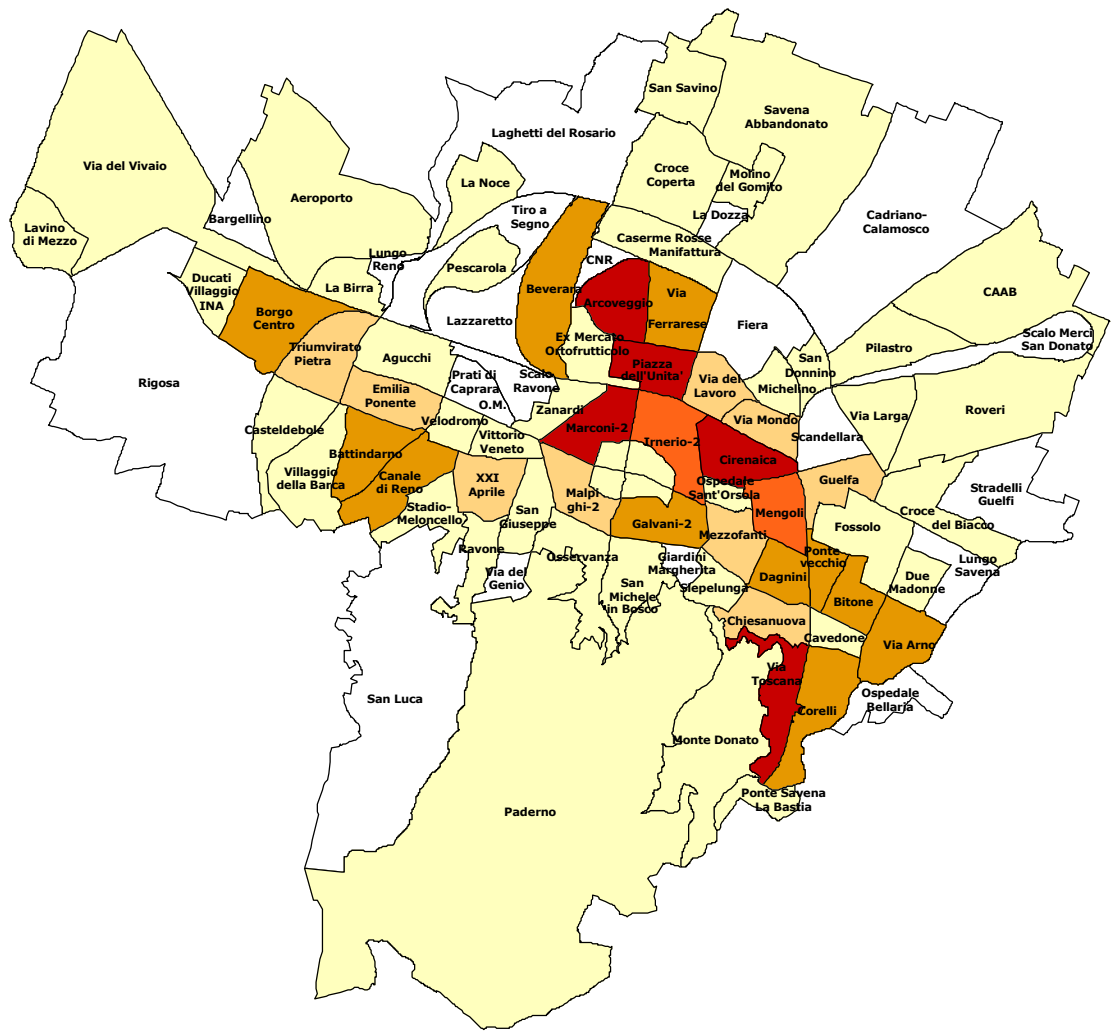 San Savino
Savena
Abbandonato
Laghetti del Rosario
Via del Vivaio
Croce
Coperta
Molino
del Gomito
La Noce
Aeroporto
Bargellino
Tiro a
Segno
La Dozza
Cadriano-
Calamosco
Lavino
di Mezzo
Caserme Rosse
Manifattura
Lungo
Reno
CNR
Pescarola
Ducati
Villaggio
INA
La Birra
Beverara
Arcoveggio
Via
Ferrarese
CAAB
Borgo
Centro
Lazzaretto
Fiera
Ex Mercato
Ortofrutticolo
Scalo Merci
San Donato
Triumvirato
Pietra
Agucchi
Pilastro
San
Donnino
Piazza
dell'Unita'
Prati di
Caprara
O.M.
Scalo
Ravone
Rigosa
Via del
Lavoro
Michelino
Emilia
Ponente
Zanardi
Via Larga
Roveri
Velodromo
Via Mondo
Casteldebole
Marconi-2
Vittorio
Veneto
Irnerio-2
Scandellara
Battindarno
Cirenaica
Villaggio
della Barca
Canale
di Reno
XXI
Aprile
Malpi
ghi-2
Ospedale
Sant'Orsola
Guelfa
Stradelli
Guelfi
Stadio-
Meloncello
San
Giuseppe
Mengoli
Croce
del Biacco
Galvani-2
Fossolo
Mezzofanti
Ravone
Osservanza
Giardini
Margherita
Ponte
vecchio
Lungo
Savena
Via del
Genio
San
Michele
in Bosco
Siepelunga
Dagnini
Due
Madonne
Bitone
Chiesanuova
Cavedone
Via Arno
Via
Toscana
San Luca
Ospedale
Bellaria
Corelli
Monte Donato
Ponte Savena
La Bastia
Paderno